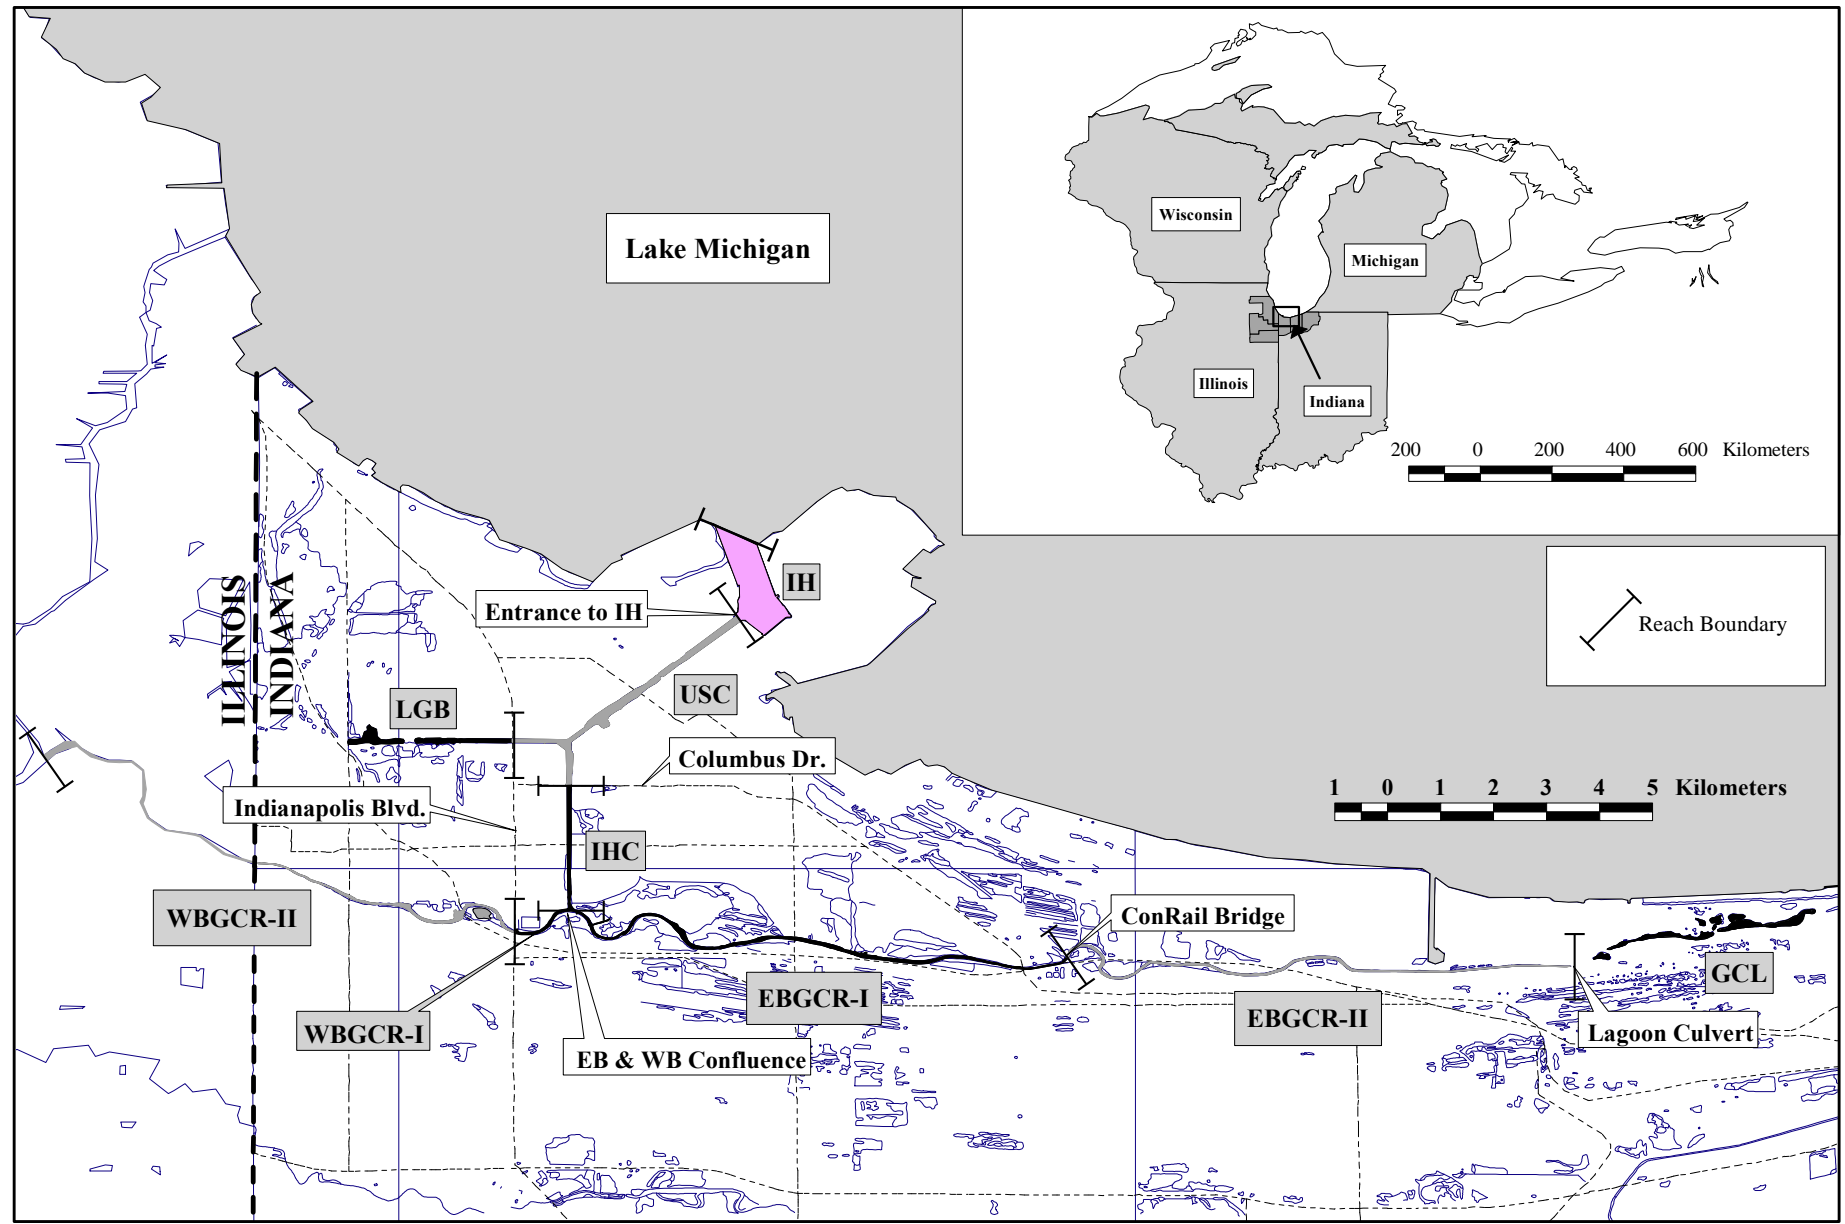 Lake Michigan
Wisconsin
Michigan
Illinois
Indiana
200 0 200 400 600 Kilometers
Reach Boundary
ILLINOIS
INDIANA
IH
Entrance to IH
USC
LGB
Columbus Dr.
Indianapolis Blvd.
1 0 1 2 3 4 5 Kilometers
IHC
WBGCR-II
ConRail Bridge
GCL
EBGCR-I
EBGCR-II
WBGCR-I
Lagoon Culvert
EB & WB Confluence